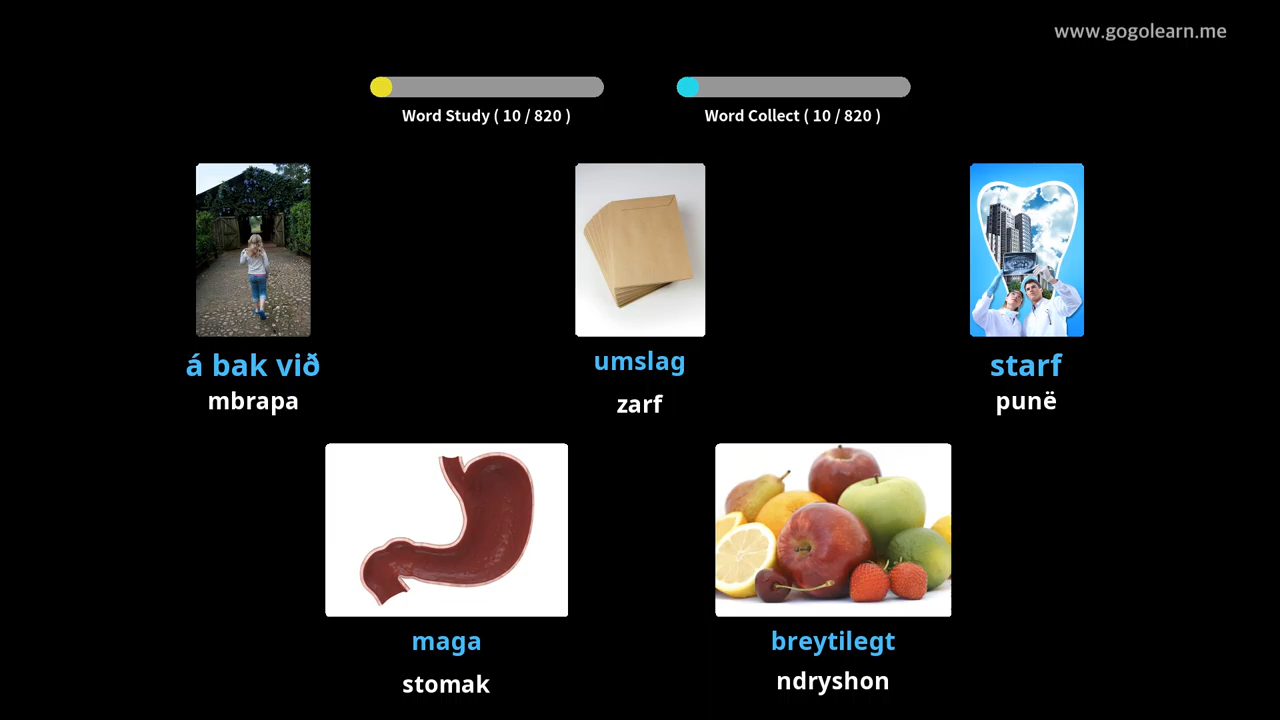 www.gogolearn.me
Word Study ( 10 / 820 )
Word Collect ( 10 / 820 )
á bak við
mbrapa
umslag
zarf
starf
punë
maga
stomak
breytilegt
ndryshon